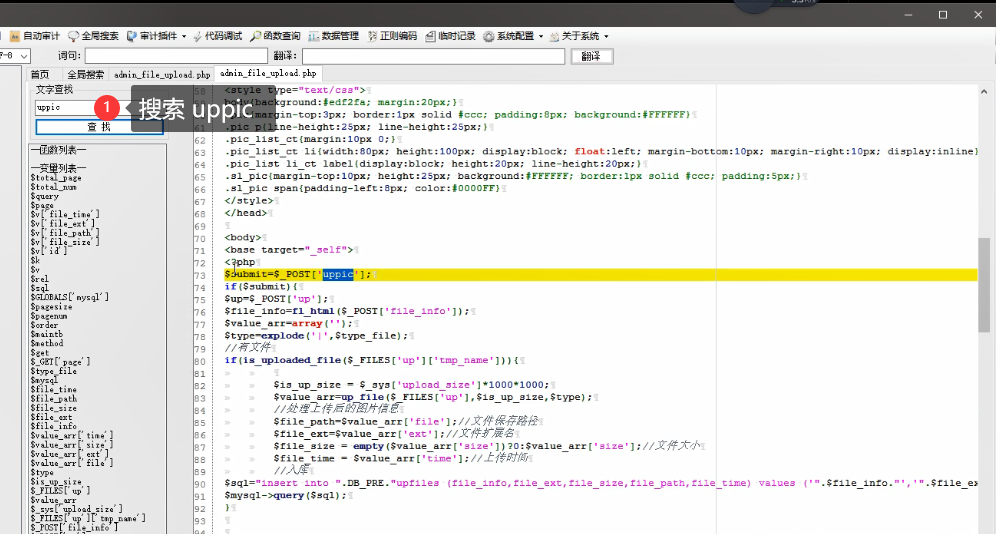 自动审计 全局搜索 审计插件 代码调试 函数查询 数据管理 正则编码 临时记录 系统配置 关于系统
词句: 翻译: 翻译
首页 全局搜索 admin_file_upload.php admin_file_upload.php
文字查找
uppic
1 搜索 uppic
查 找
—函数列表—
—变量列表—
$total_page
$total_num
$query
$page
$v['file_time']
$v['file_ext']
$v['file_path']
$v['file_size']
$v['id']
$k
$v
$rel
$sql
$GLOBALS['mysql']
$pagesize
$pagenum
$order
$maintb
$method
$get
$_GET['page']
$type_file
$mysql
$file_time
$file_path
$file_size
$file_ext
$file_info
$value_arr['time']
$value_arr['size']
$value_arr['ext']
$value_arr['file']
$type
$is_up_size
$_FILES['up']
$value_arr
$_sys['upload_size']
$_FILES['up']['tmp_name']
$_POST['file_info']
58 <style type="text/css">
body{background:#edf2fa; margin:20px;}
margin-top:3px; border:1px solid #ccc; padding:8px; background:#FFFFFF}
61 .pic p{line-height:25px; line-height:25px;}
62 .pic_list_ct{margin:10px 0;}
63 .pic_list_ct li{width:80px; height:100px; display:block; float:left; margin-bottom:10px; margin-right:10px; display:inline}
64 .pic_list li_ct label{display:block; height:20px; line-height:20px;}
65 .sl_pic{margin-top:10px; height:25px; background:#FFFFFF; border:1px solid #ccc; padding:5px;}
66 .sl_pic span{padding-left:8px; color:#0000FF}
67 </style>
68 </head>
69
70 <body>
71 <base target="_self">
72 <?php
73 $submit=$_POST['uppic'];
74 if($submit){
75 $up=$_POST['up'];
76 $file_info=fl_html($_POST['file_info']);
77 $value_arr=array('');
78 $type=explode('|',$type_file);
79 //有文件
80 if(is_uploaded_file($_FILES['up']['tmp_name'])){
81
82 $is_up_size = $_sys['upload_size']*1000*1000;
83 $value_arr=up_file($_FILES['up'],$is_up_size,$type);
84 //处理上传后的图片信息
85 $file_path=$value_arr['file'];//文件保存路径
86 $file_ext=$value_arr['ext'];//文件扩展名
87 $file_size = empty($value_arr['size'])?0:$value_arr['size'];//文件大小
88 $file_time = $value_arr['time'];//上传时间
89 //入库
90 $sql="insert into ".DB_PRE."upfiles (file_info,file_ext,file_size,file_path,file_time) values ('".$file_info."','".$file_ex
91 $mysql->query($sql);
92 }
93
94